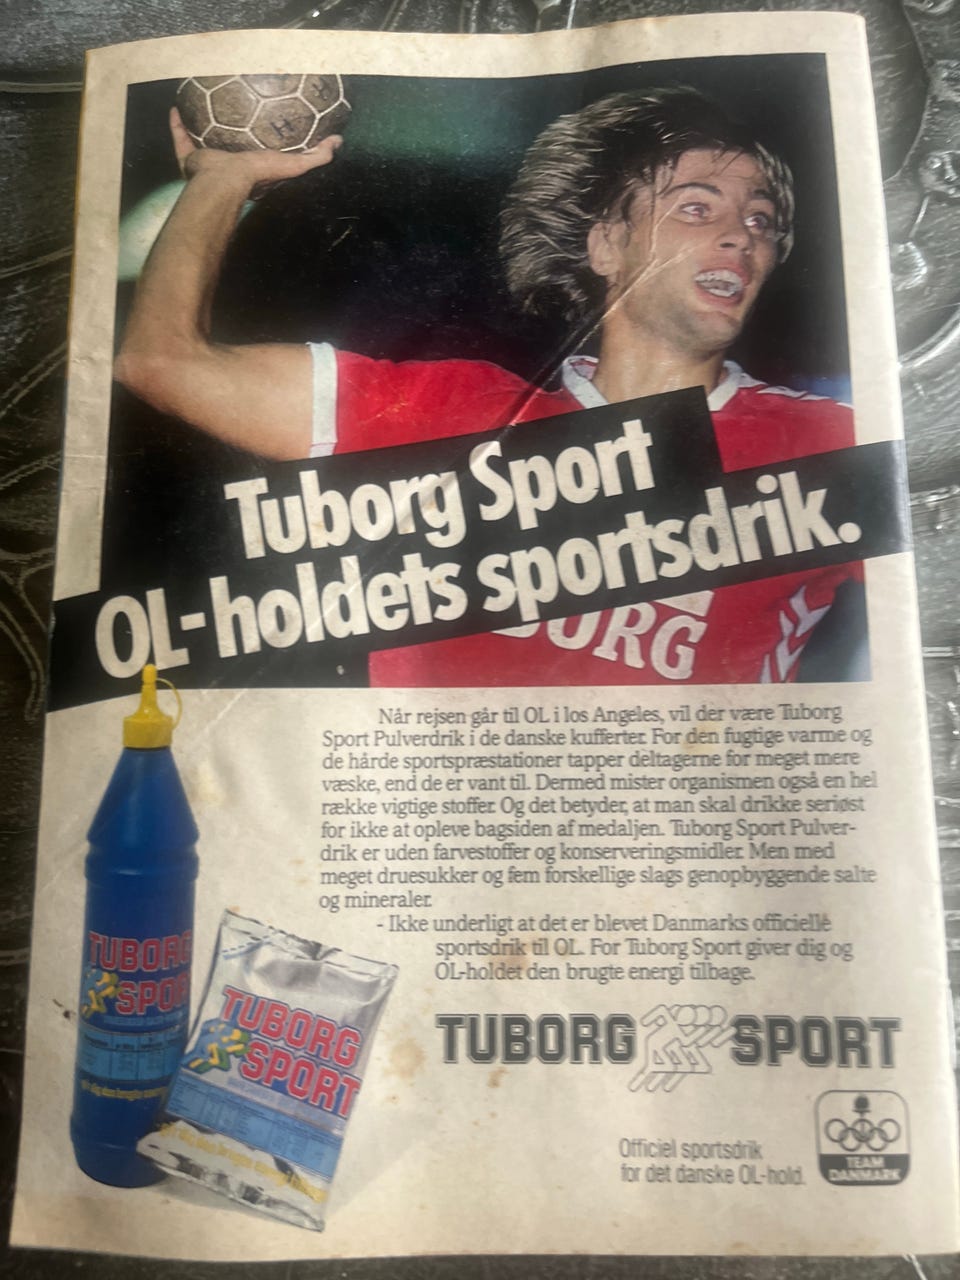 Tuborg Sport
OL-holdets sportsdrik.
BORG
Når rejsen går til OL i los Angeles, vil der være Tuborg
Sport Pulverdrik i de danske kufferter. For den fugtige varme og
de hårde sportspræstationer tapper deltagerne for meget mere
væske, end de er vant til. Dermed mister organismen også en hel
række vigtige stoffer. Og det betyder, at man skal drikke seriøst
for ikke at opleve bagsiden af medaljen. Tuborg Sport Pulver-
drik er uden farvestoffer og konserveringsmidler. Men med
meget druesukker og fem forskellige slags genopbyggende salte
og mineraler.
- Ikke underligt at det er blevet Danmarks officielle
sportsdrik til OL. For Tuborg Sport giver dig og
OL-holdet den brugte energi tilbage.
TUBORG
SPO
TUBORG
SPORT
TUBORG SPORT
Officiel sportsdrik
for det danske OL-hold.
TEAM
DANMARK